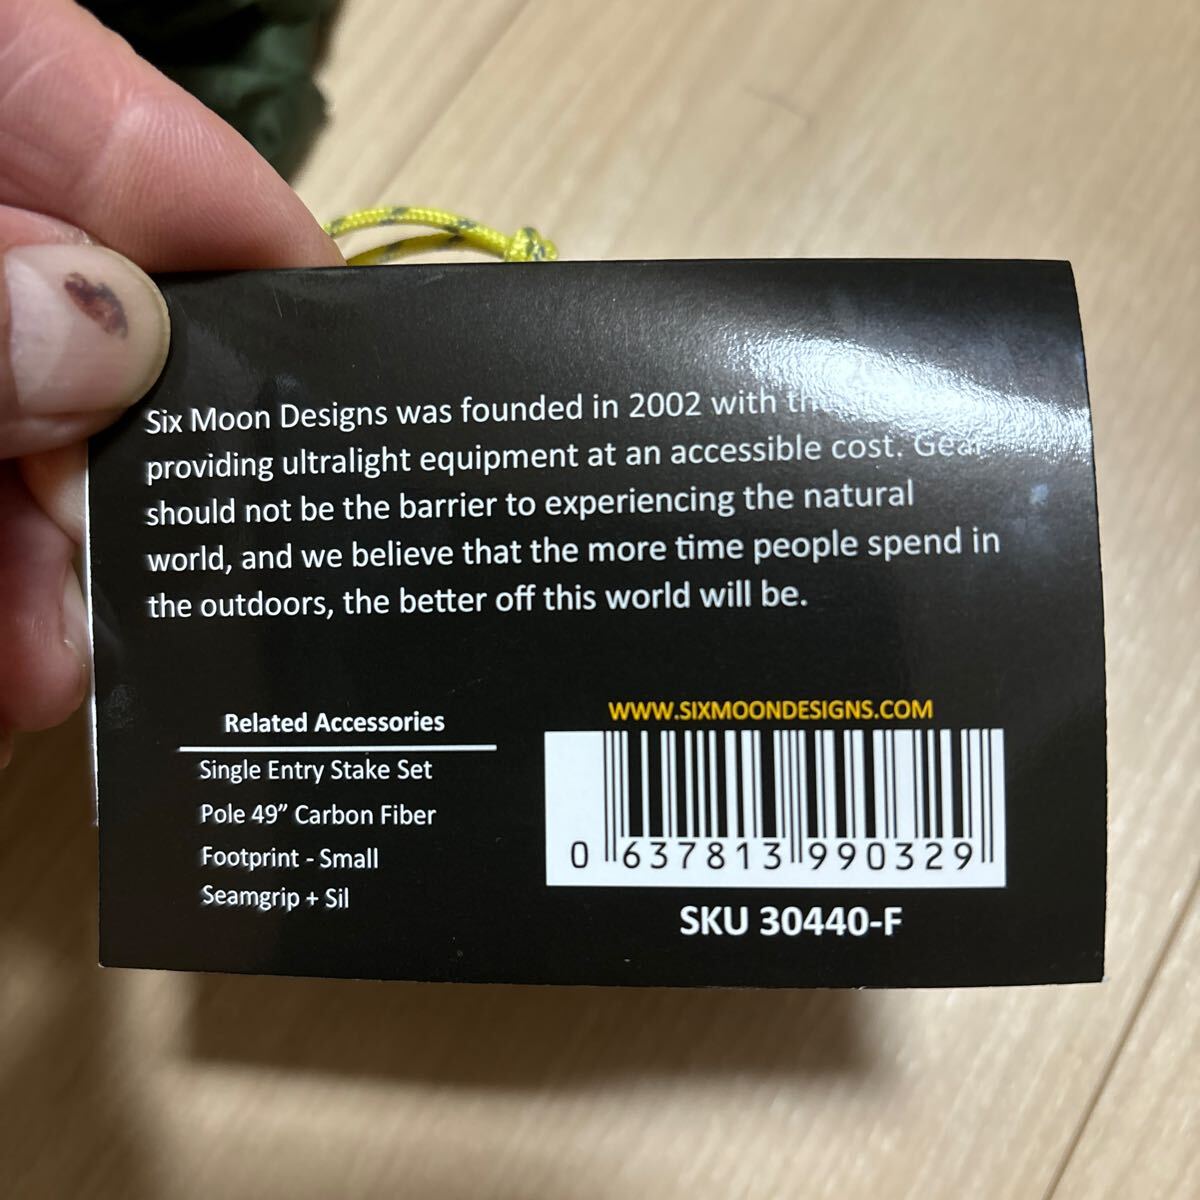 Six Moon Designs was founded in 2002 with the
providing ultralight equipment at an accessible cost. Gear
should not be the barrier to experiencing the natural
world, and we believe that the more time people spend in
the outdoors, the better off this world will be.
Related Accessories
Single Entry Stake Set
Pole 49” Carbon Fiber
Footprint - Small
Seamgrip + Sil
WWW.SIXMOONDESIGNS.COM
0 637813 990329
SKU 30440-F